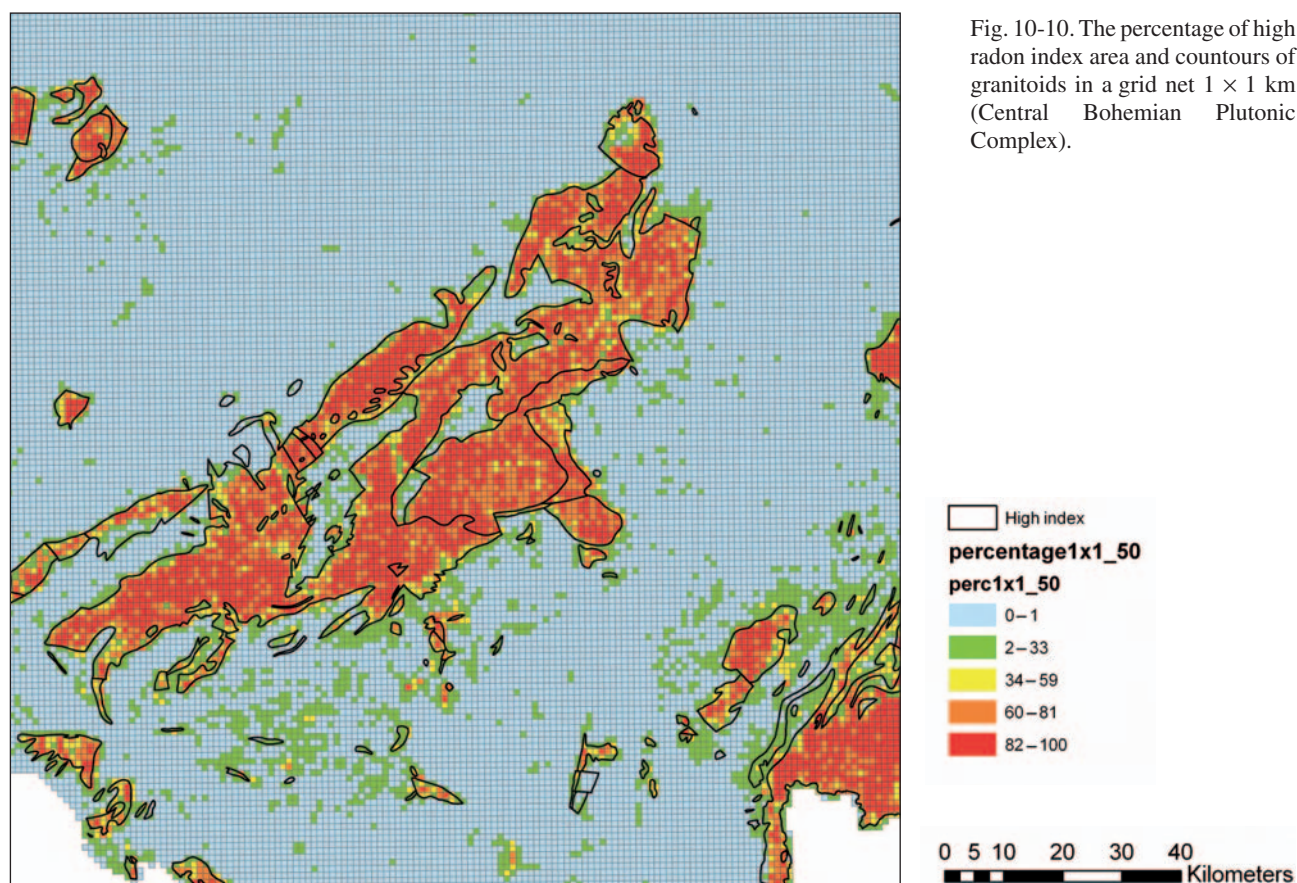 Fig. 10-10. The percentage of high
radon index area and countours of
granitoids in a grid net 1 × 1 km
(Central Bohemian Plutonic
Complex).
High index
percentage1x1_50
perc1x1_50
0–1
2–33
34–59
60–81
82–100
0 5 10 20 30 40
Kilometers